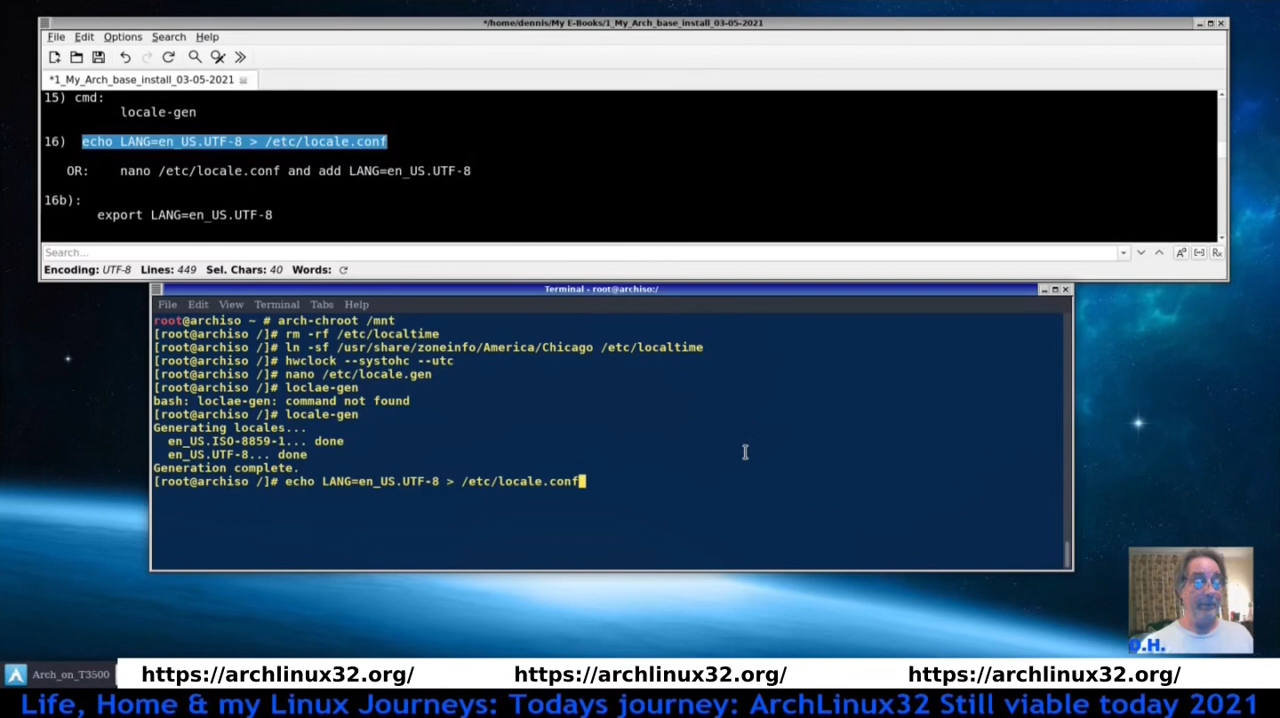 */home/dennis/My E-Books/1_My_Arch_base_install_03-05-2021
File Edit Options Search Help
*1_My_Arch_base_install_03-05-2021
15) cmd:
locale-gen
16) echo LANG=en_US.UTF-8 > /etc/locale.conf
OR: nano /etc/locale.conf and add LANG=en_US.UTF-8
16b):
export LANG=en_US.UTF-8
Search...
Encoding: UTF-8 Lines: 449 Sel. Chars: 40 Words:
Terminal - root@archiso:/
File Edit View Terminal Tabs Help
root@archiso ~ # arch-chroot /mnt
[root@archiso /]# rm -rf /etc/localtime
[root@archiso /]# ln -sf /usr/share/zoneinfo/America/Chicago /etc/localtime
[root@archiso /]# hwclock --systohc --utc
[root@archiso /]# nano /etc/locale.gen
[root@archiso /]# loclae-gen
bash: loclae-gen: command not found
[root@archiso /]# locale-gen
Generating locales...
en_US.ISO-8859-1... done
en_US.UTF-8... done
Generation complete.
[root@archiso /]# echo LANG=en_US.UTF-8 > /etc/locale.conf
D.H.
Arch_on_T3500 https://archlinux32.org/ https://archlinux32.org/ https://archlinux32.org/
Life, Home & my Linux Journeys: Todays journey: ArchLinux32 Still viable today 2021